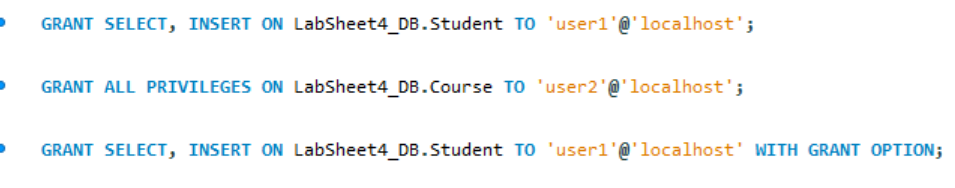 GRANT SELECT, INSERT ON LabSheet4_DB.Student TO 'user1'@'localhost';
GRANT ALL PRIVILEGES ON LabSheet4_DB.Course TO 'user2'@'localhost';
GRANT SELECT, INSERT ON LabSheet4_DB.Student TO 'user1'@'localhost' WITH GRANT OPTION;